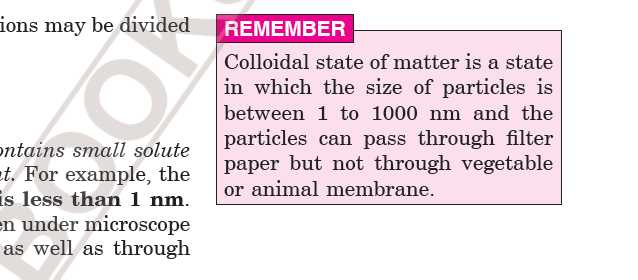 ions may be divided
REMEMBER
Colloidal state of matter is a state
in which the size of particles is
between 1 to 1000 nm and the
particles can pass through filter
paper but not through vegetable
or animal membrane.
ontains small solute
nt. For example, the
is less than 1 nm.
en under microscope
as well as through
BOOK